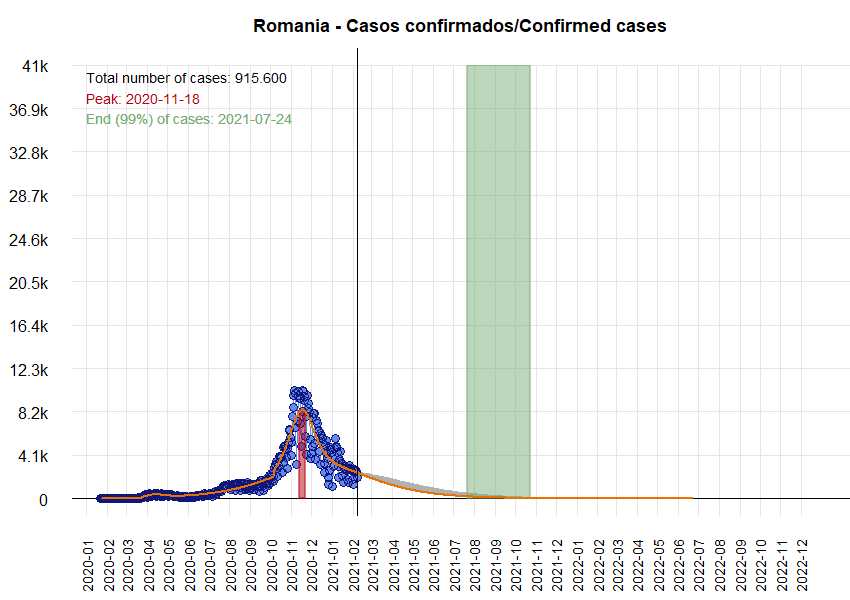 Romania - Casos confirmados/Confirmed cases
41k
36.9k
32.8k
28.7k
24.6k
20.5k
16.4k
12.3k
8.2k
4.1k
0
Total number of cases: 915.600
Peak: 2020-11-18
End (99%) of cases: 2021-07-24
2020-01
2020-02
2020-03
2020-04
2020-05
2020-06
2020-07
2020-08
2020-09
2020-10
2020-11
2020-12
2021-01
2021-02
2021-03
2021-04
2021-05
2021-06
2021-07
2021-08
2021-09
2021-10
2021-11
2021-12
2022-01
2022-02
2022-03
2022-04
2022-05
2022-06
2022-07
2022-08
2022-09
2022-10
2022-11
2022-12